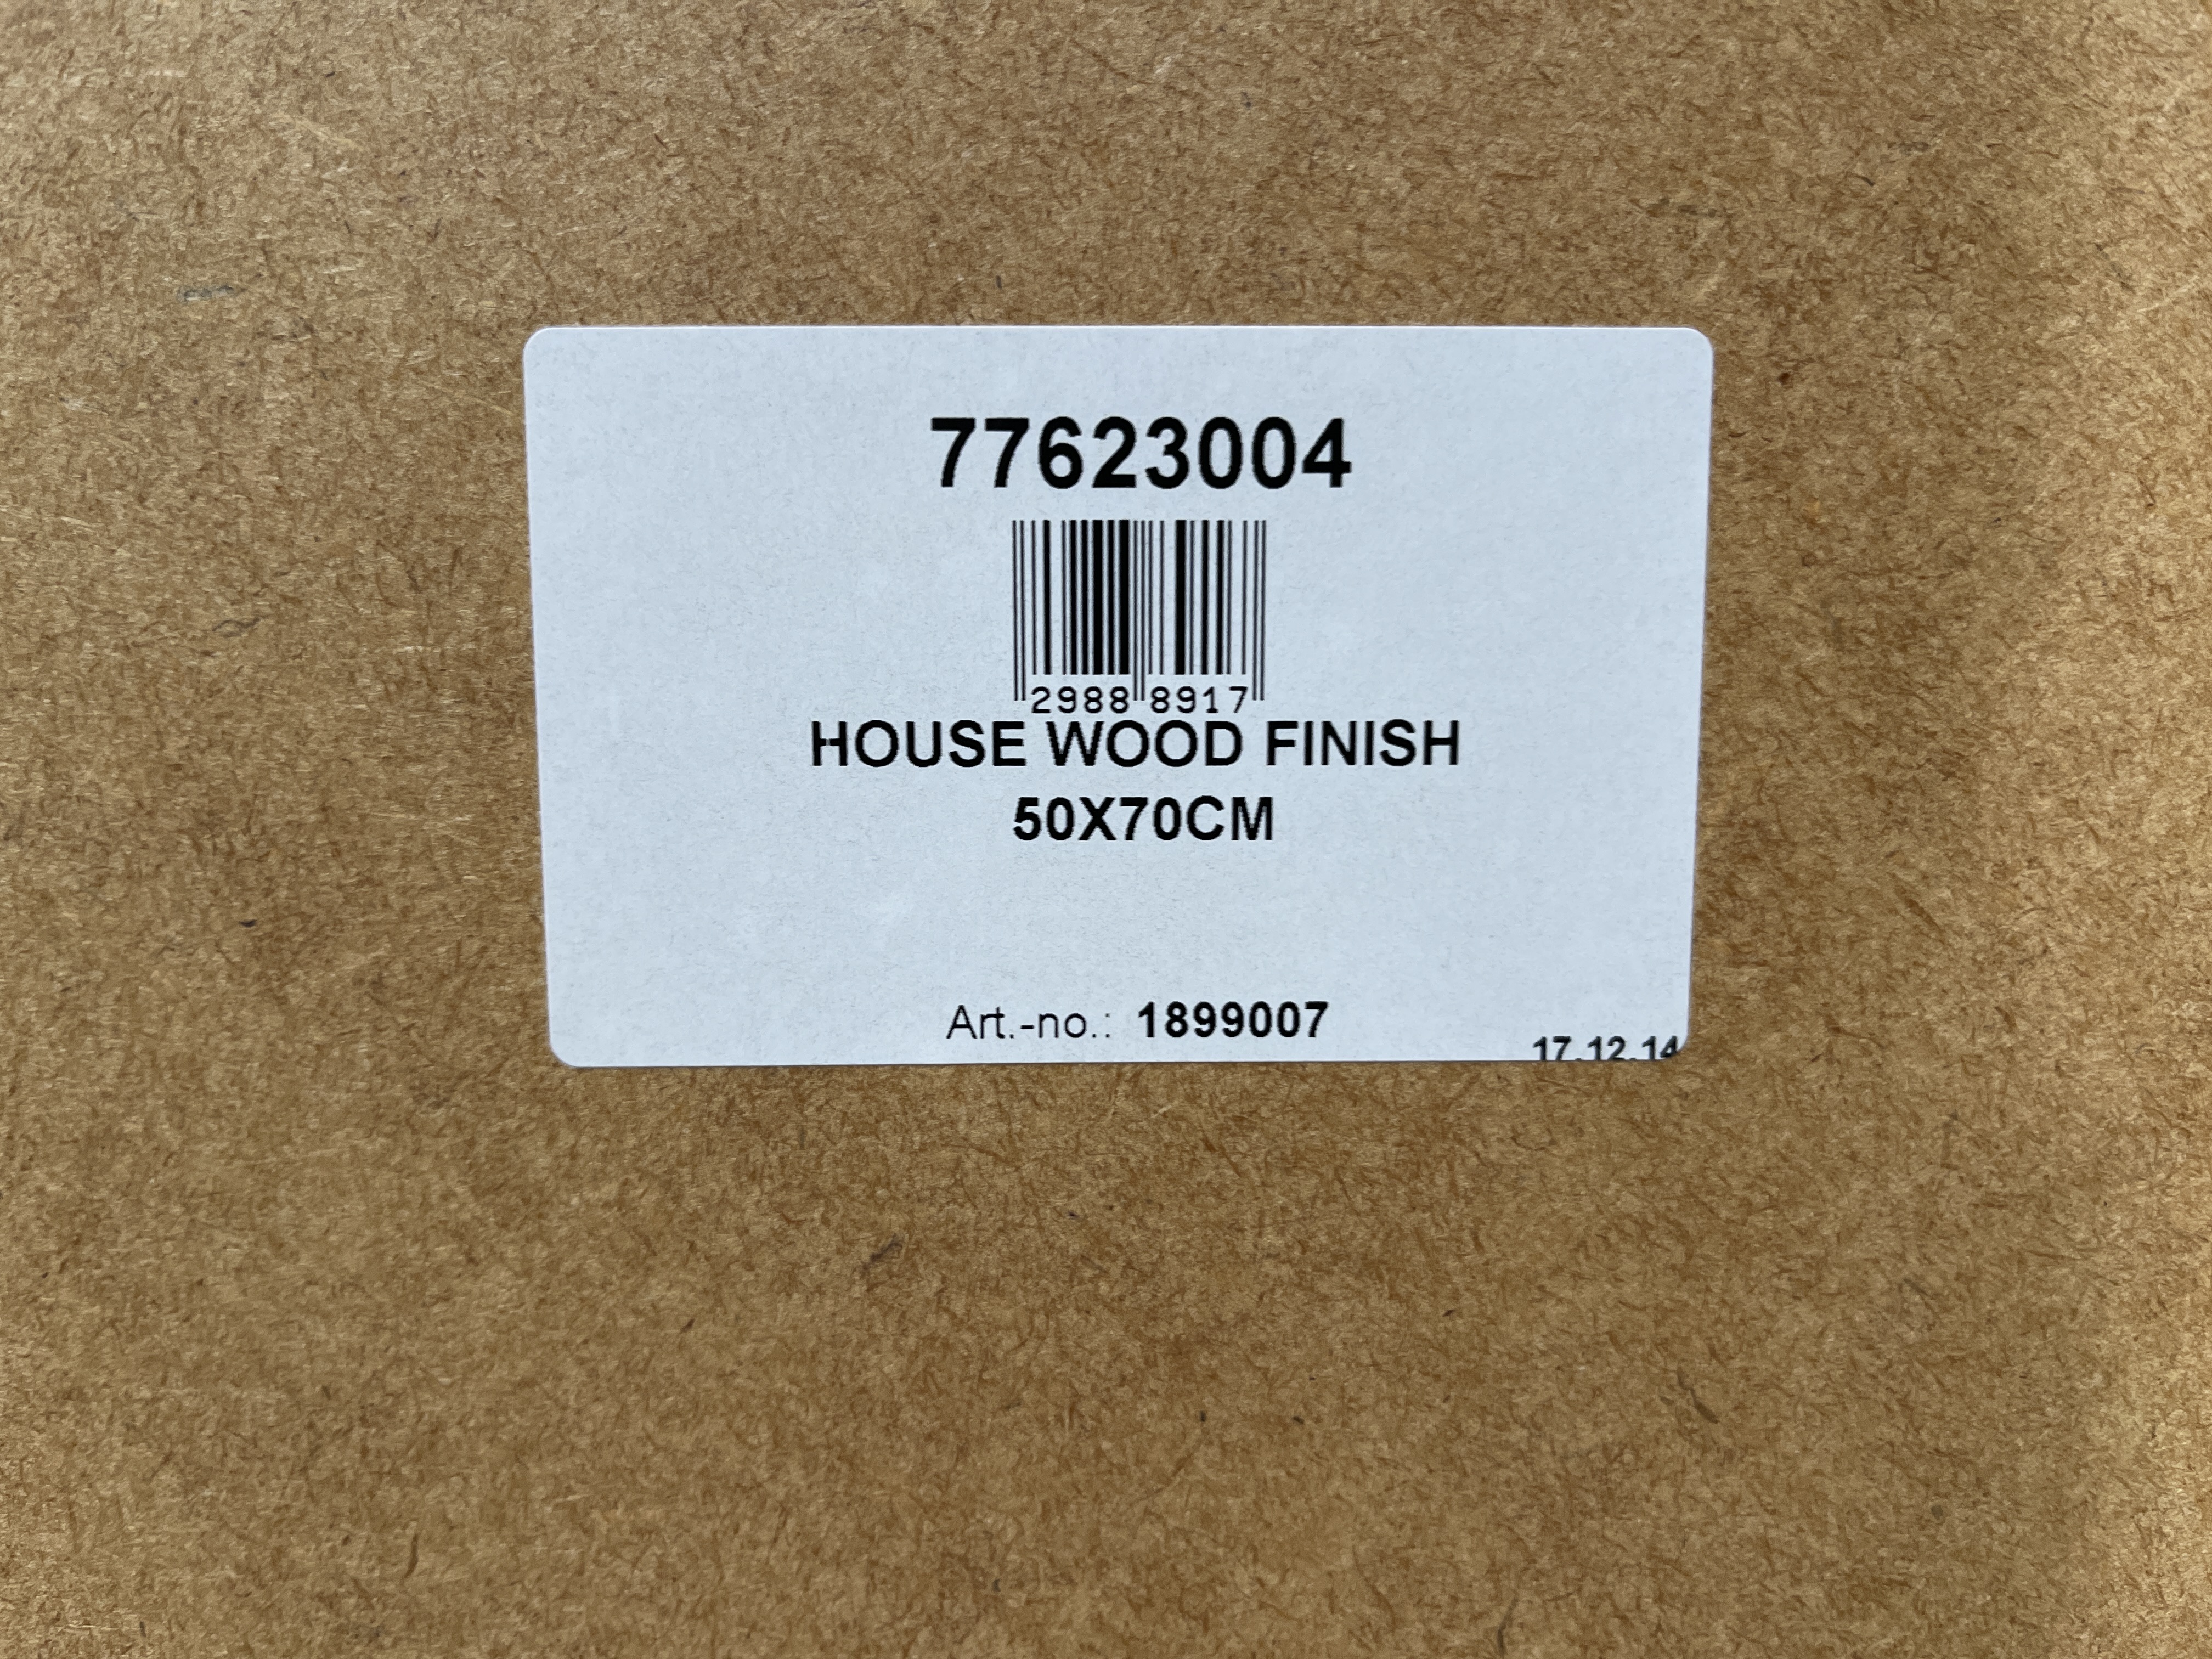 77623004
2988 8917
HOUSE WOOD FINISH
50X70CM
Art.-no.: 1899007
17.12.14